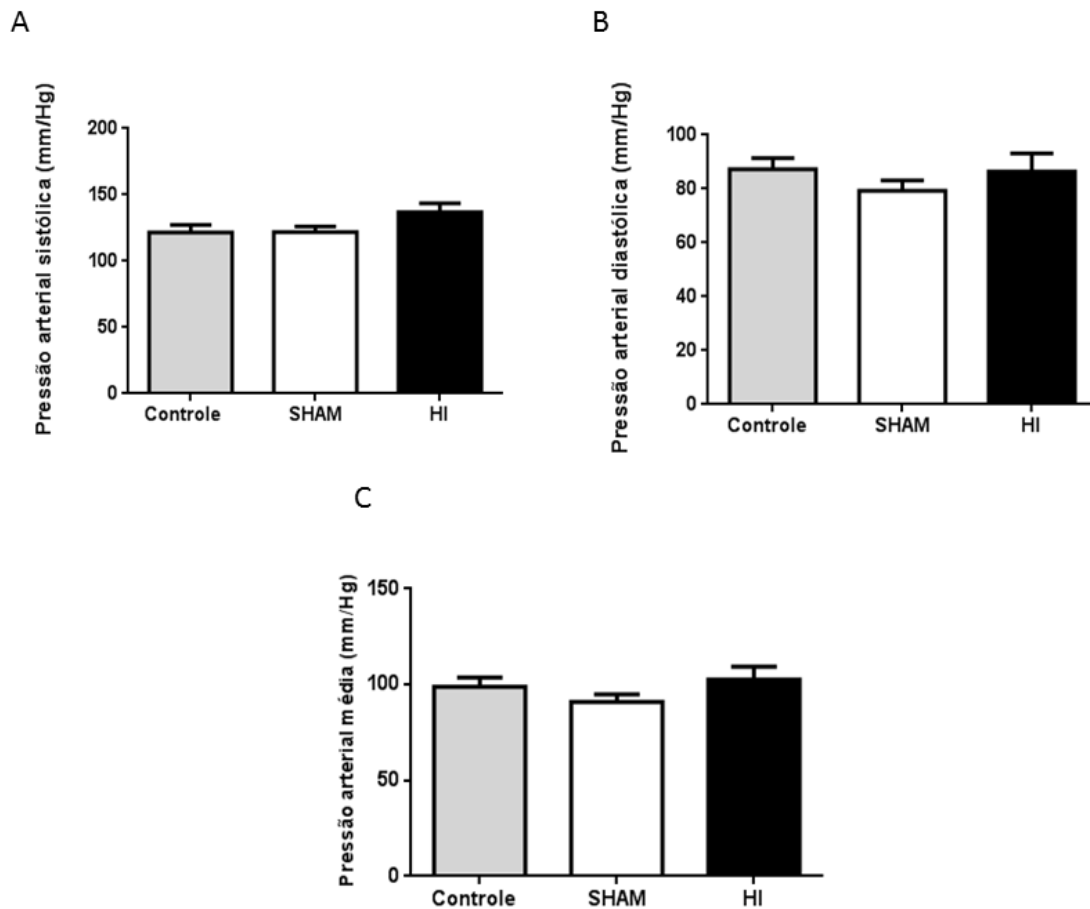 A
Pressão arterial sistólica (mm/Hg)
200
150
100
50
0
Controle SHAM HI
B
Pressão arterial diastólica (mm/Hg)
100
80
60
40
20
0
Controle SHAM HI
C
Pressão arterial média (mm/Hg)
150
100
50
0
Controle SHAM HI